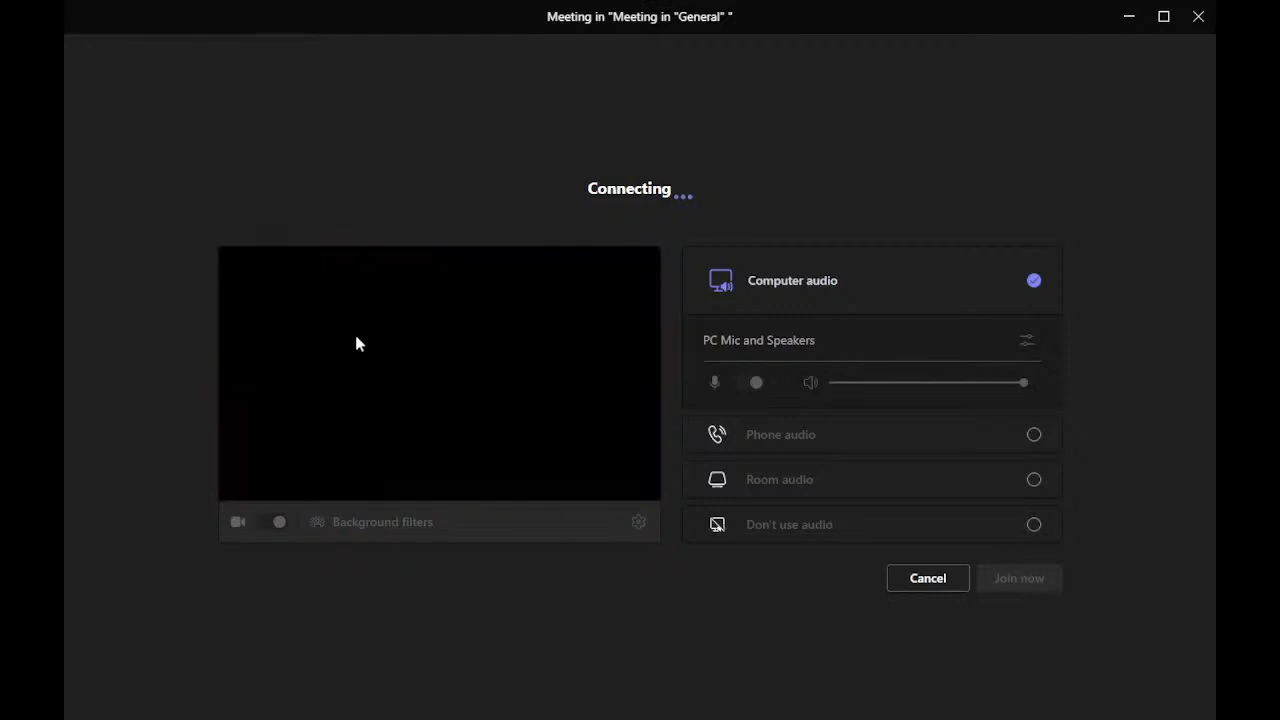 Meeting in "Meeting in "General" "
Connecting...
Computer audio
PC Mic and Speakers
Phone audio
Room audio
Don't use audio
Background filters
Cancel
Join now